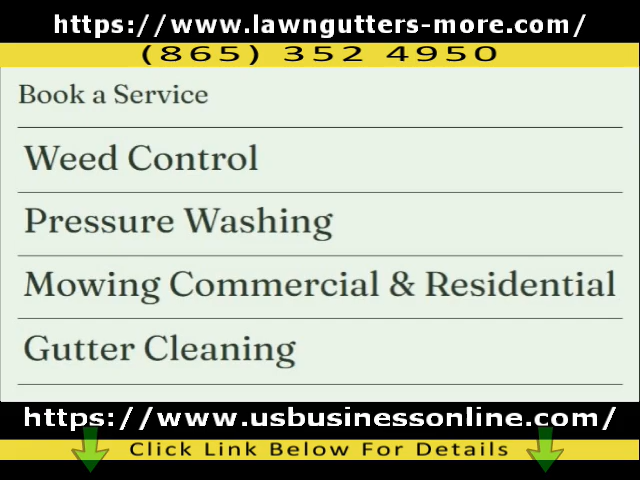 https://www.lawngutters-more.com/
(865) 352 4950
Book a Service
Weed Control
Pressure Washing
Mowing Commercial & Residential
Gutter Cleaning
https://www.usbusinessonline.com/
Click Link Below For Details